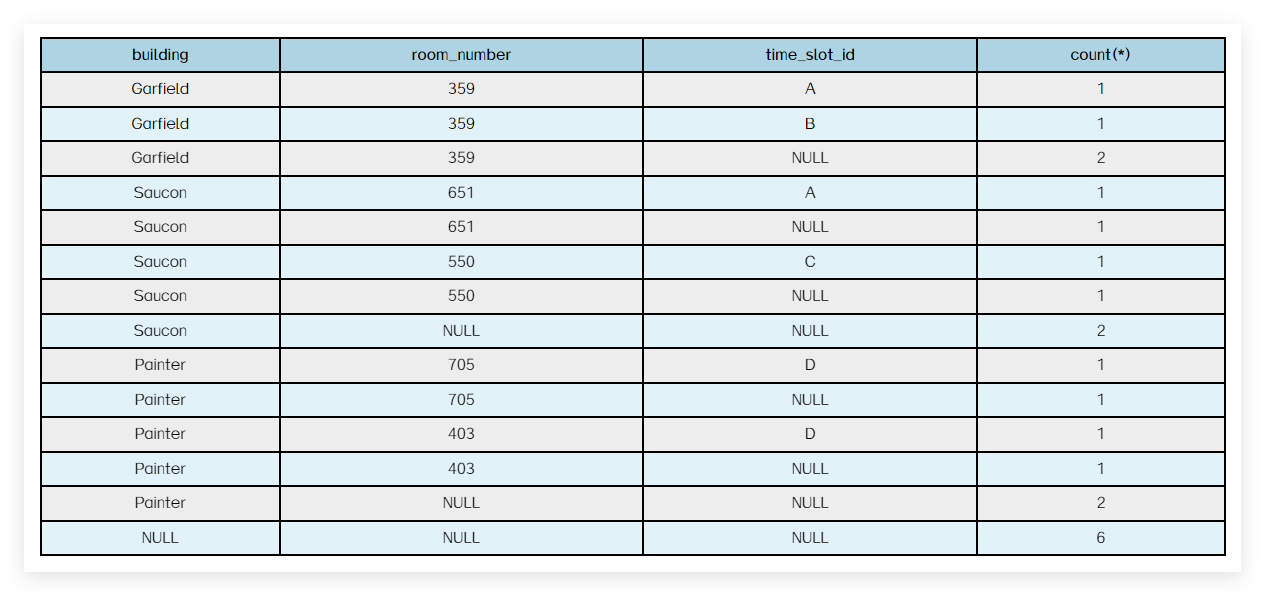 building room_number time_slot_id count(*)
Garfield 359 A 1
Garfield 359 B 1
Garfield 359 NULL 2
Saucon 651 A 1
Saucon 651 NULL 1
Saucon 550 C 1
Saucon 550 NULL 1
Saucon NULL NULL 2
Painter 705 D 1
Painter 705 NULL 1
Painter 403 D 1
Painter 403 NULL 1
Painter NULL NULL 2
NULL NULL NULL 6